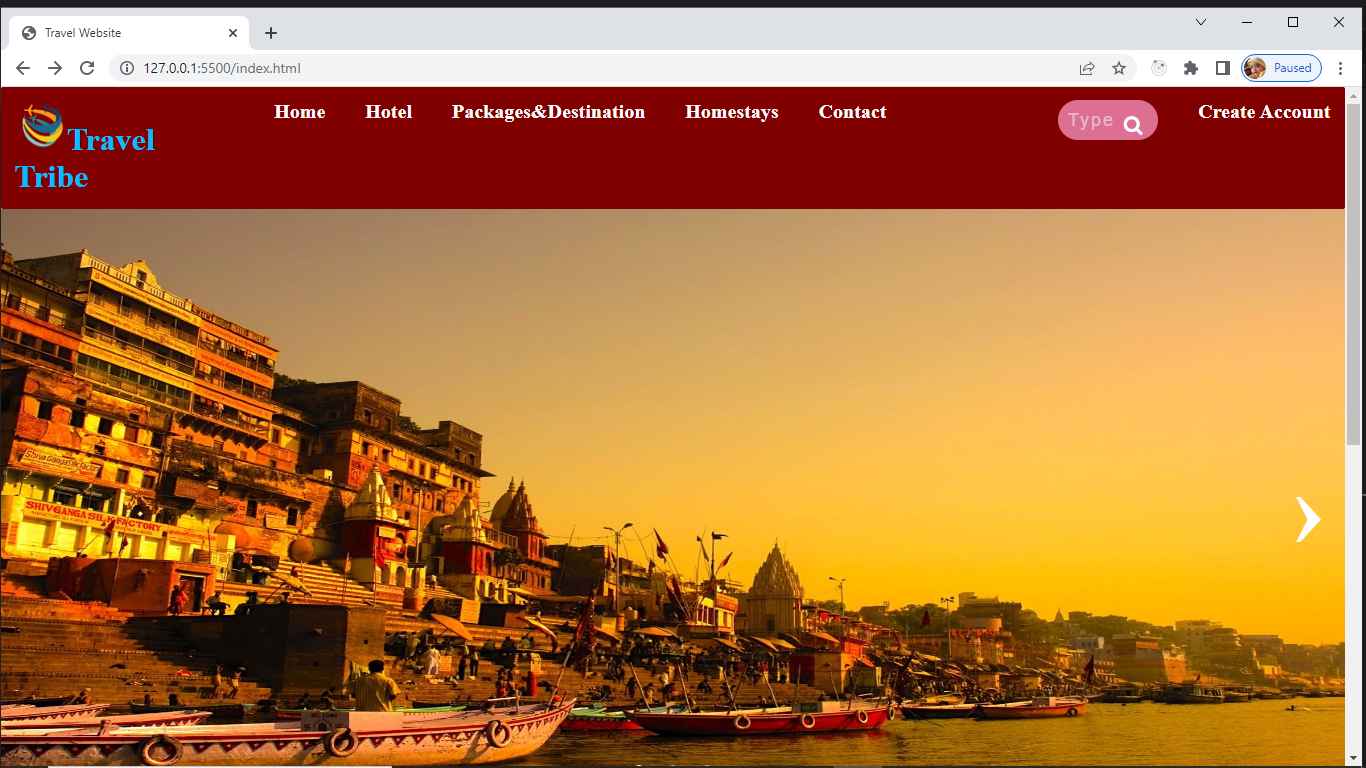 Travel Website
127.0.0.1:5500/index.html
Paused
Travel
Tribe
Home Hotel Packages&Destination Homestays Contact
Type
Create Account
SHIVGANGA SILK FACTORY